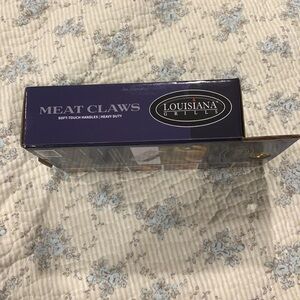 MEAT CLAWS
SOFT-TOUCH HANDLES | HEAVY DUTY
LOUISIANA
GRILLS